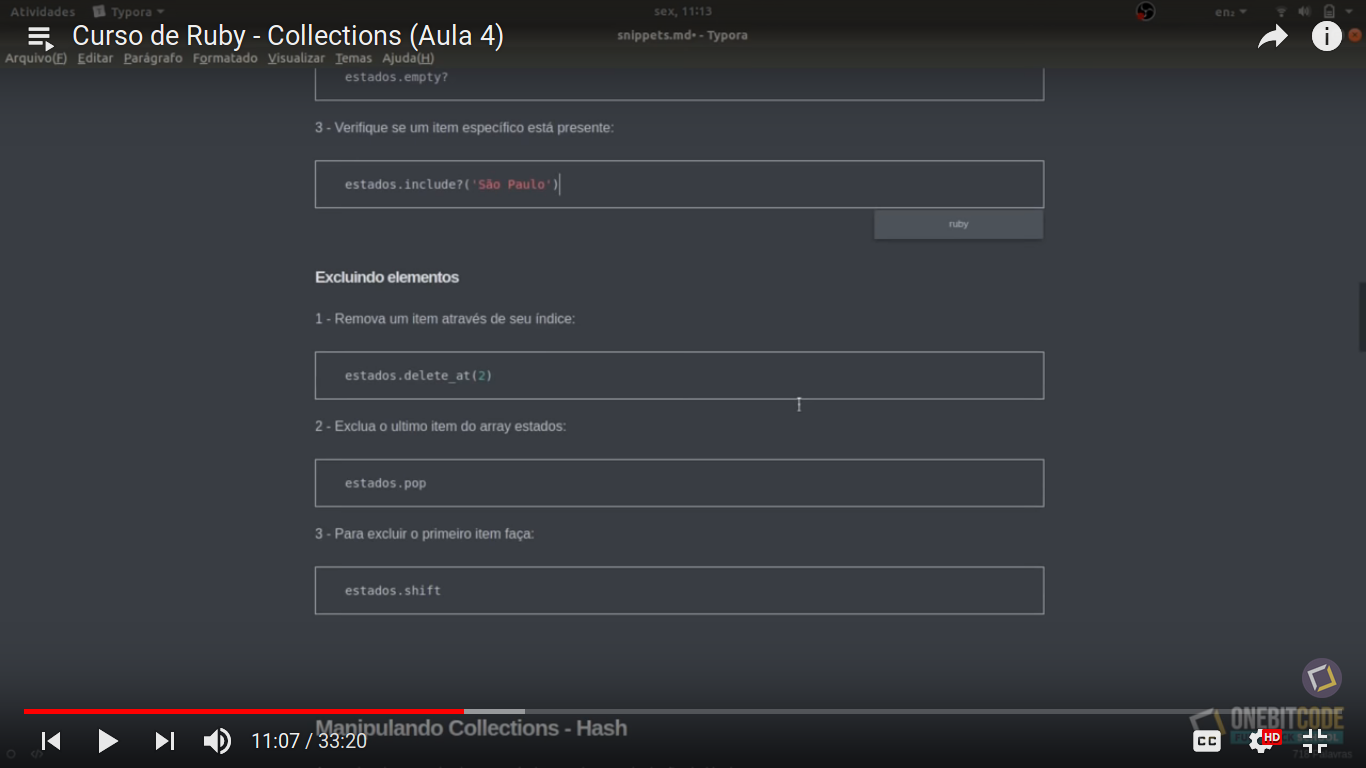 Atividades Typora sex, 11:13 en₂
Curso de Ruby - Collections (Aula 4)
snippets.md• - Typora
Arquivo(F) Editar Parágrafo Formatado Visualizar Temas Ajuda(H)
estados.empty?
3 - Verifique se um item específico está presente:
estados.include?('São Paulo')
ruby
Excluindo elementos
1 - Remova um item através de seu índice:
estados.delete_at(2)
2 - Exclua o ultimo item do array estados:
estados.pop
3 - Para excluir o primeiro item faça:
estados.shift
Manipulando Collections - Hash
ONEBITCODE
11:07 / 33:20
CC
HD